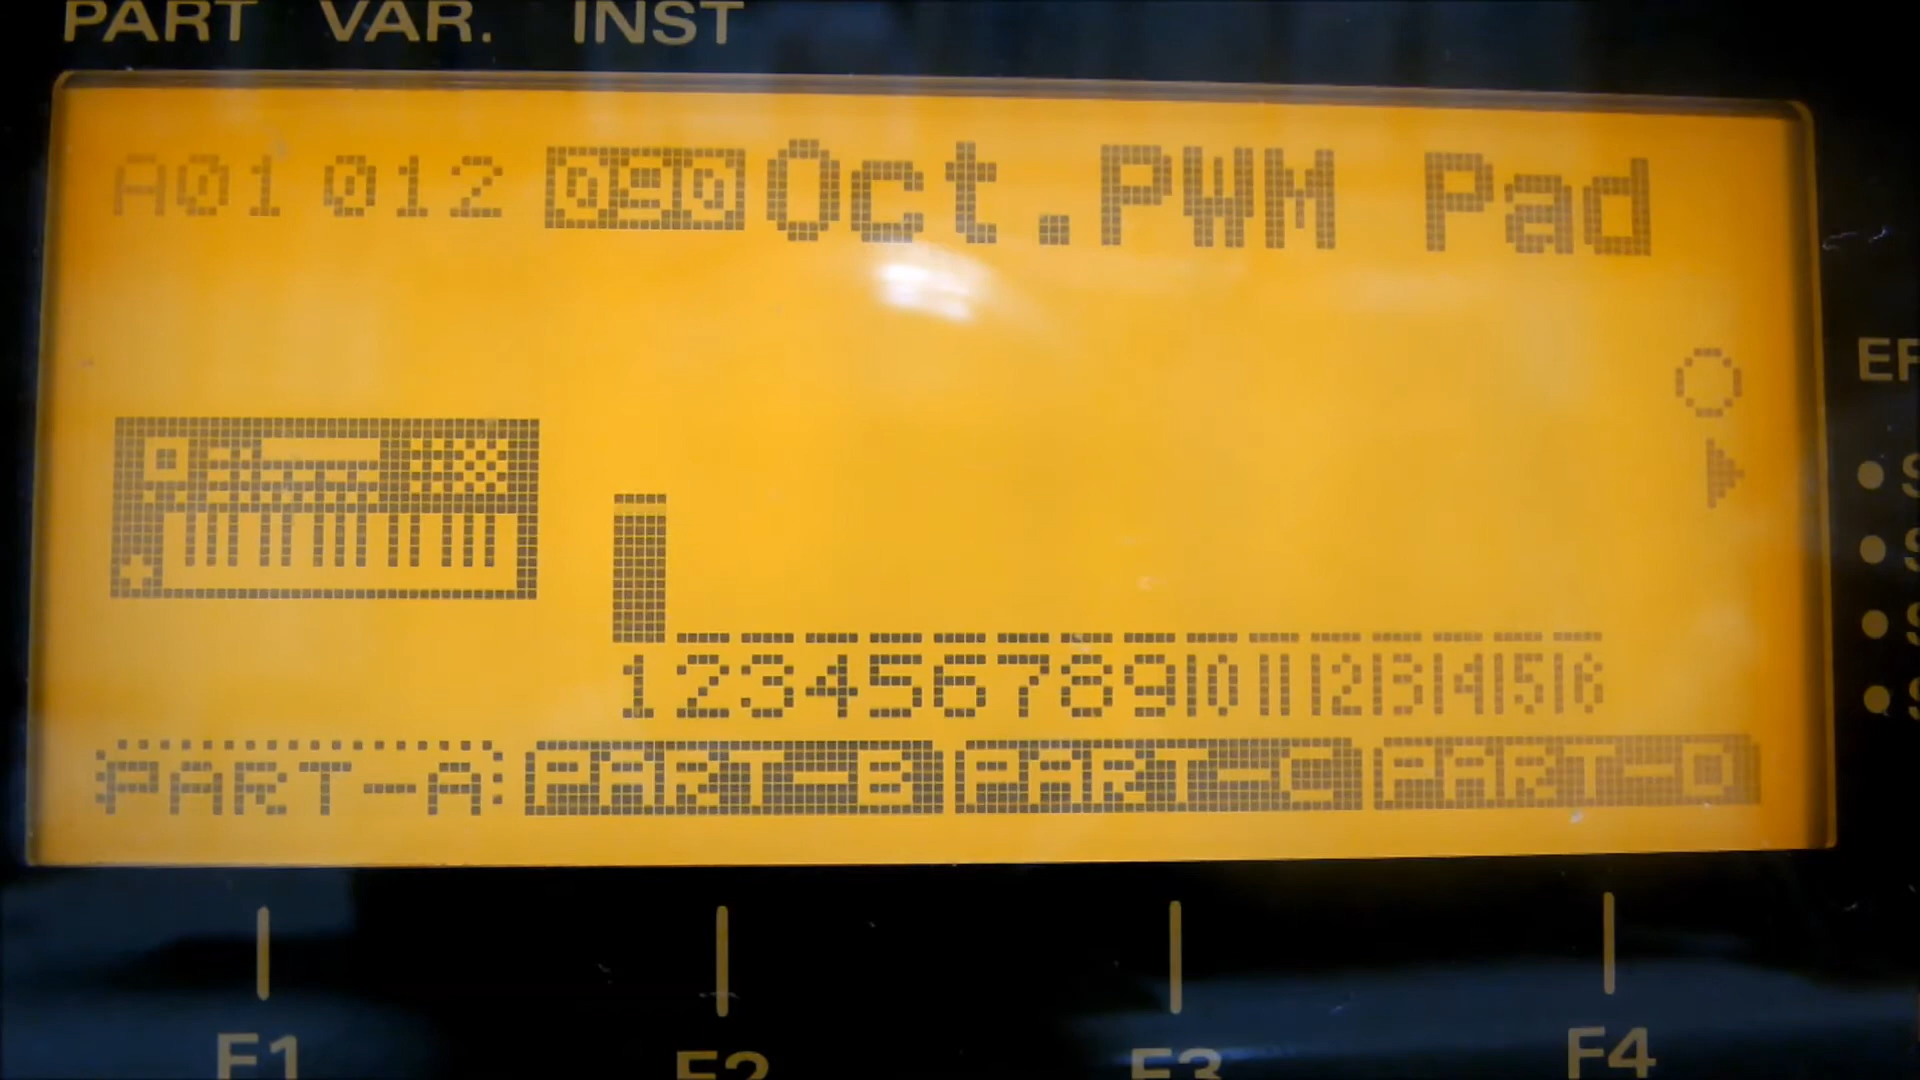 PART VAR. INST
A01 012 090 Oct.PWM Pad
1 2 3 4 5 6 7 8 9 10 11 12 13 14 15 16
PART-A PART-B PART-C PART-D
F1 F2 F3 F4